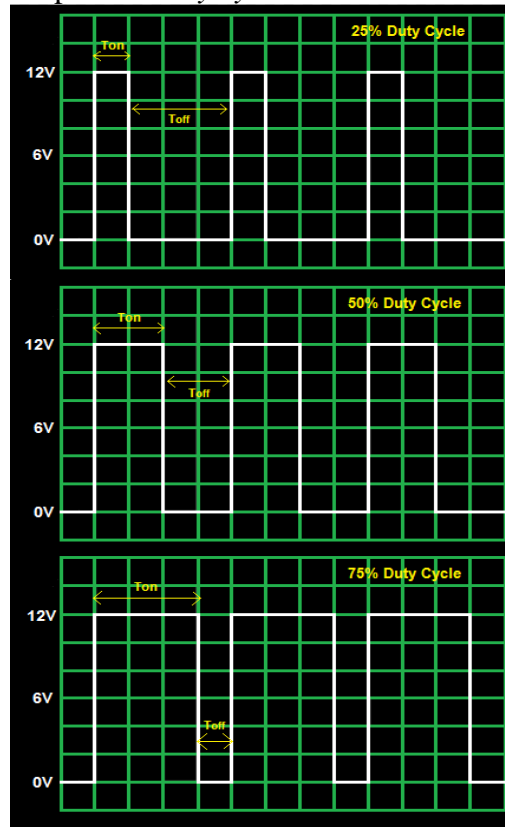 25% Duty Cycle
Ton
12V
Toff
6V
0V
50% Duty Cycle
Ton
12V
Toff
6V
0V
75% Duty Cycle
Ton
12V
6V
Toff
0V